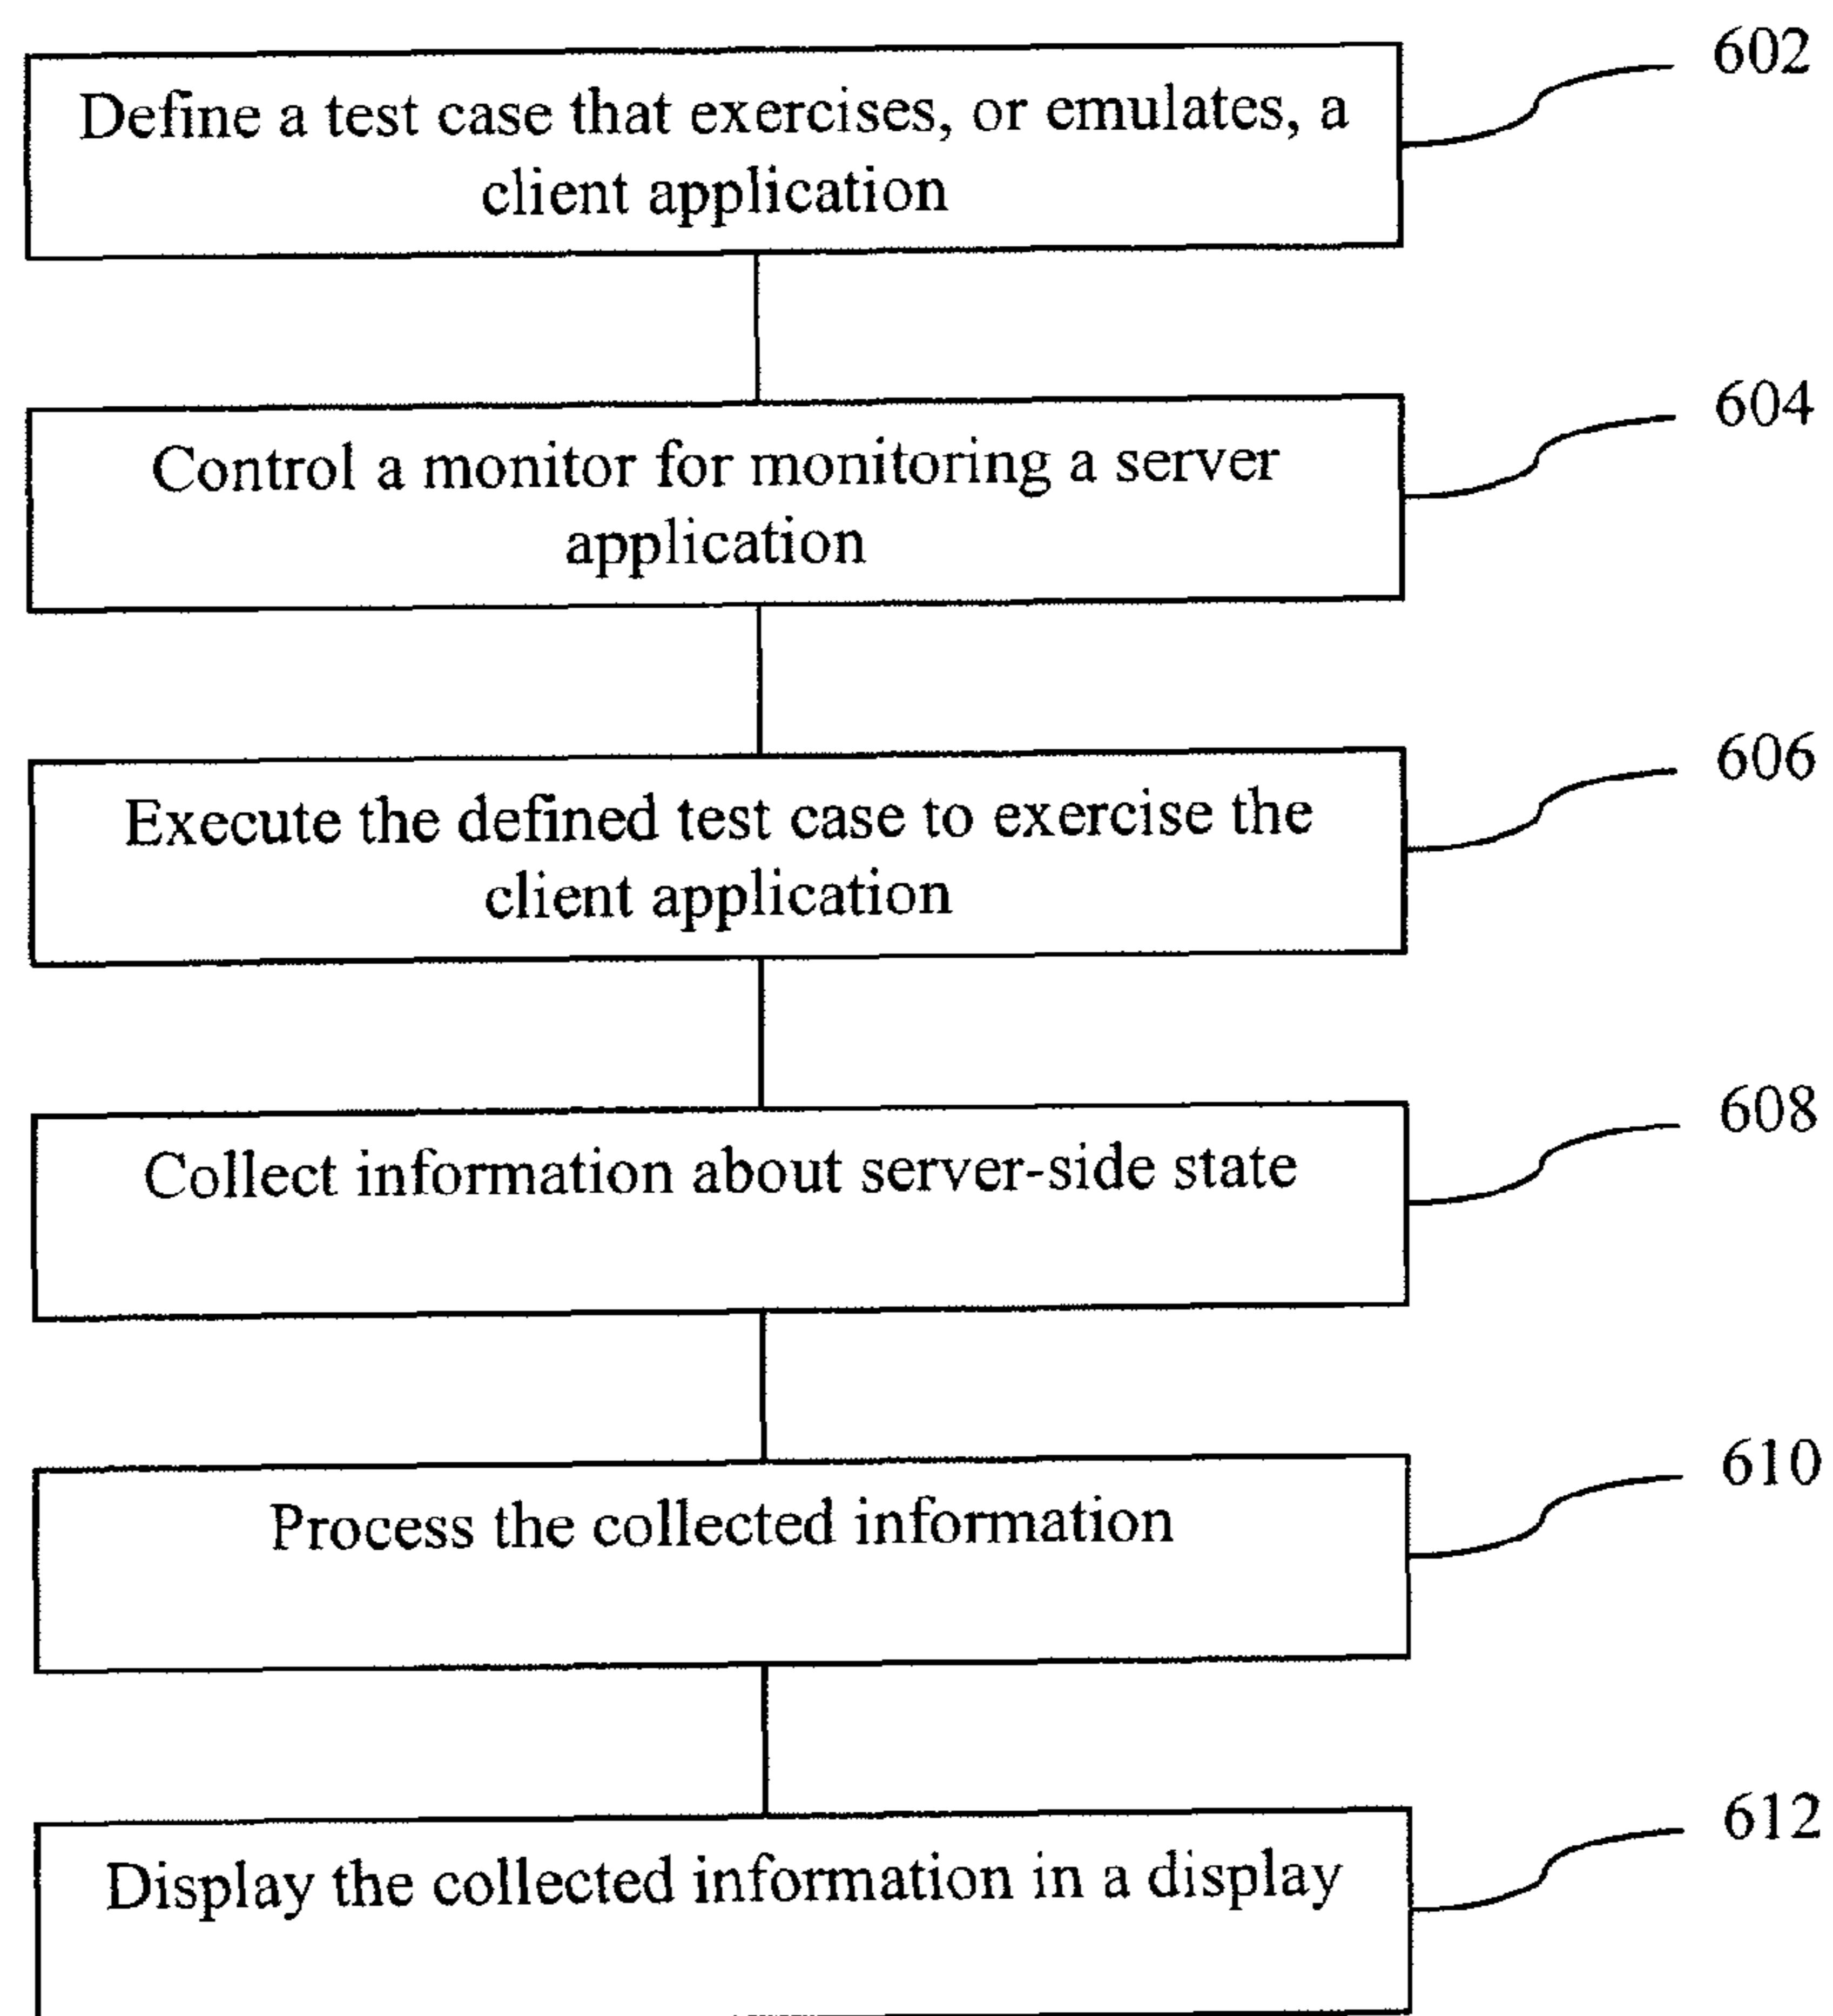 602
Define a test case that exercises, or emulates, a
client application
604
Control a monitor for monitoring a server
application
606
Execute the defined test case to exercise the
client application
608
Collect information about server-side state
610
Process the collected information
612
Display the collected information in a display